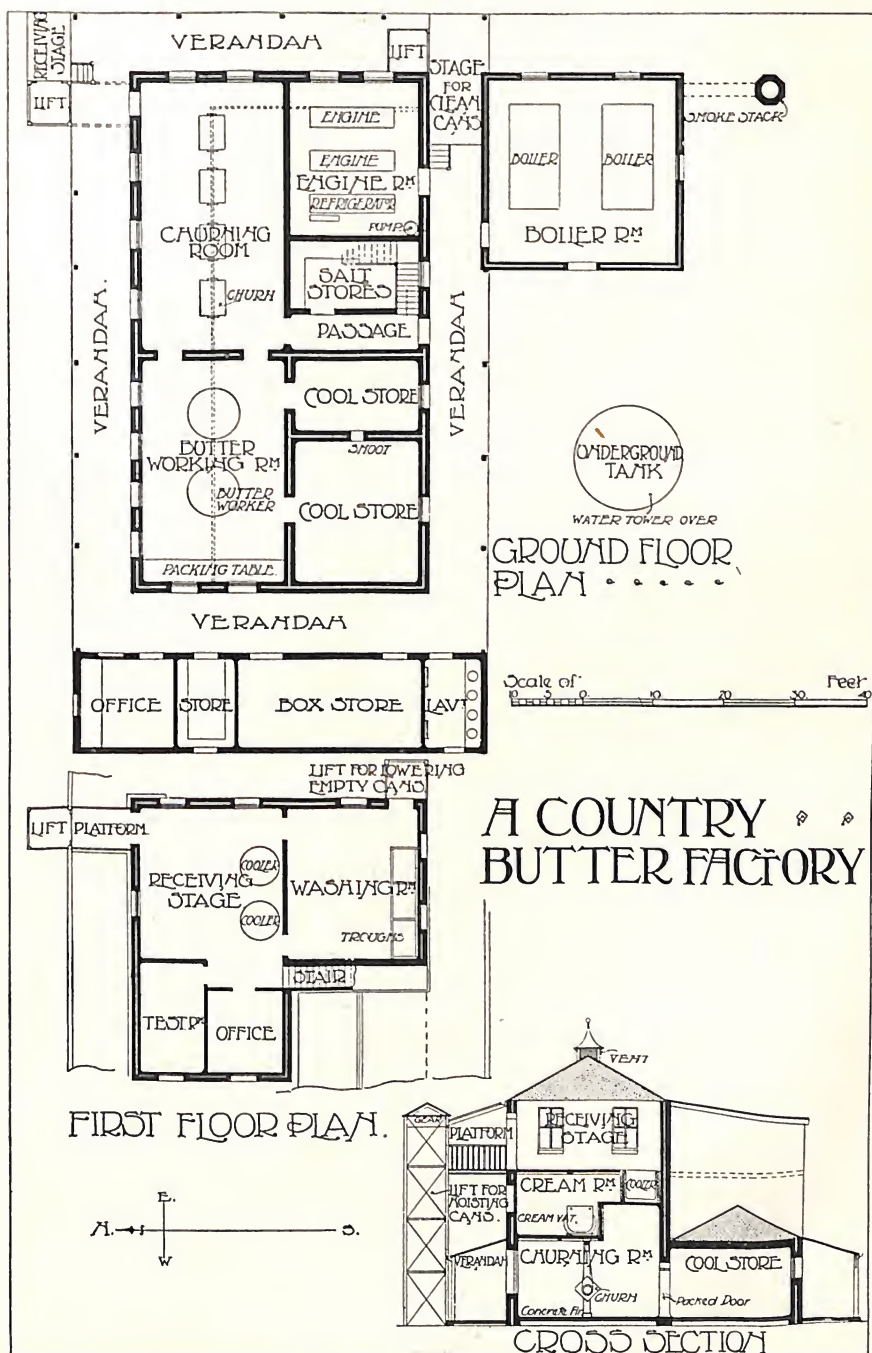 VERANDAH
RECEIVING
STAGE
LIFT
LIFT
STAGE
FOR
CLEAN
CANS
SMOKE STACK
ENGINE
ENGINE
ENGINE RM
REFRIGERATOR
PUMP
BOILER
BOILER
BOILER RM
CHURNING
ROOM
CHURN
SALT
STORES
PASSAGE
VERANDAH.
VERANDAH
COOL STORE
SHOOT
BUTTER
WORKING RM
BUTTER
WORKER
COOL STORE
PACKING TABLE.
UNDERGROUND
TANK
WATER TOWER OVER
GROUND FLOOR
PLAN
VERANDAH
OFFICE
STORE
BOX STORE
LAVY
Scale of Feet
10 5 0 10 20 30 40
LIFT FOR LOWERING
EMPTY CANS
LIFT PLATFORM.
RECEIVING
STAGE
COOLER
COOLER
WASHING RM
TROUGHS
STAIR
TEST RM
OFFICE
FIRST FLOOR PLAN.
A COUNTRY
BUTTER FACTORY
E.
N. S.
W
VENT
GEAR
PLATFORM
RECEIVING
STAGE
LIFT FOR
HOISTING
CANS.
CREAM RM
COOLER
CREAM VAT.
VERANDAH
CHURNING RM
CHURN
Concrete Flr
COOL STORE
Packed Door
CROSS SECTION